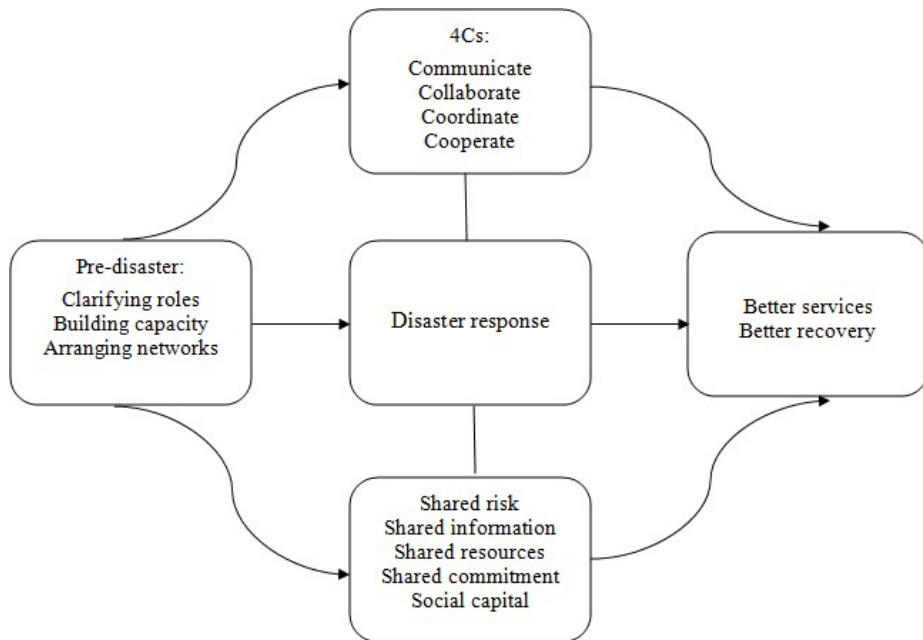 4Cs:
Communicate
Collaborate
Coordinate
Cooperate
Pre-disaster:
Clarifying roles
Building capacity
Arranging networks
Disaster response
Better services
Better recovery
Shared risk
Shared information
Shared resources
Shared commitment
Social capital